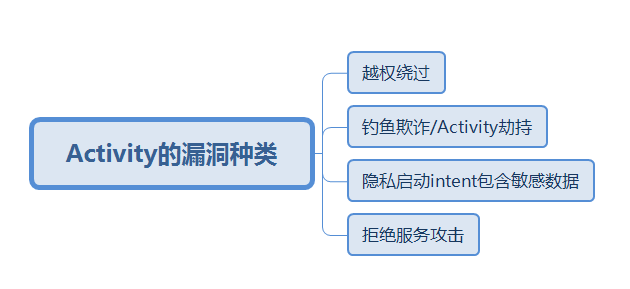 Activity的漏洞种类
越权绕过
钓鱼欺诈/Activity劫持
隐私启动intent包含敏感数据
拒绝服务攻击